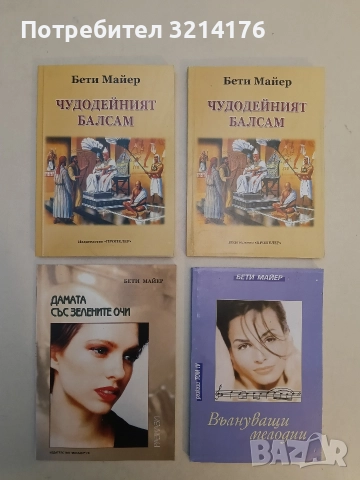 Потребител 3214176
Бети Майер
ЧУДОДЕЙНИЯТ
БАЛСАМ
Бети Майер
ЧУДОДЕЙНИЯТ
БАЛСАМ
БЕТИ МАЙЕР
ДАМАТА
СЪС ЗЕЛЕНИТЕ ОЧИ
БЕТИ МАЙЕР
Вълнуващи
мелодии
BAZAR